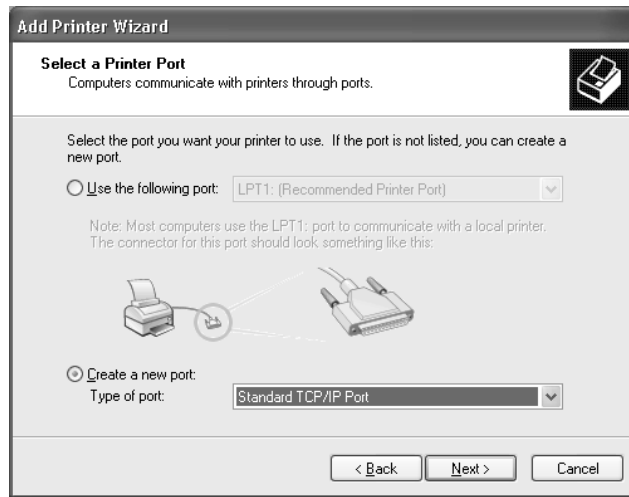 Add Printer Wizard
Select a Printer Port
Computers communicate with printers through ports.
Select the port you want your printer to use.  If the port is not listed, you can create a
new port.
Use the following port: LPT1: (Recommended Printer Port)
Note: Most computers use the LPT1: port to communicate with a local printer.
The connector for this port should look something like this:
Create a new port:
Type of port: Standard TCP/IP Port
< Back Next > Cancel